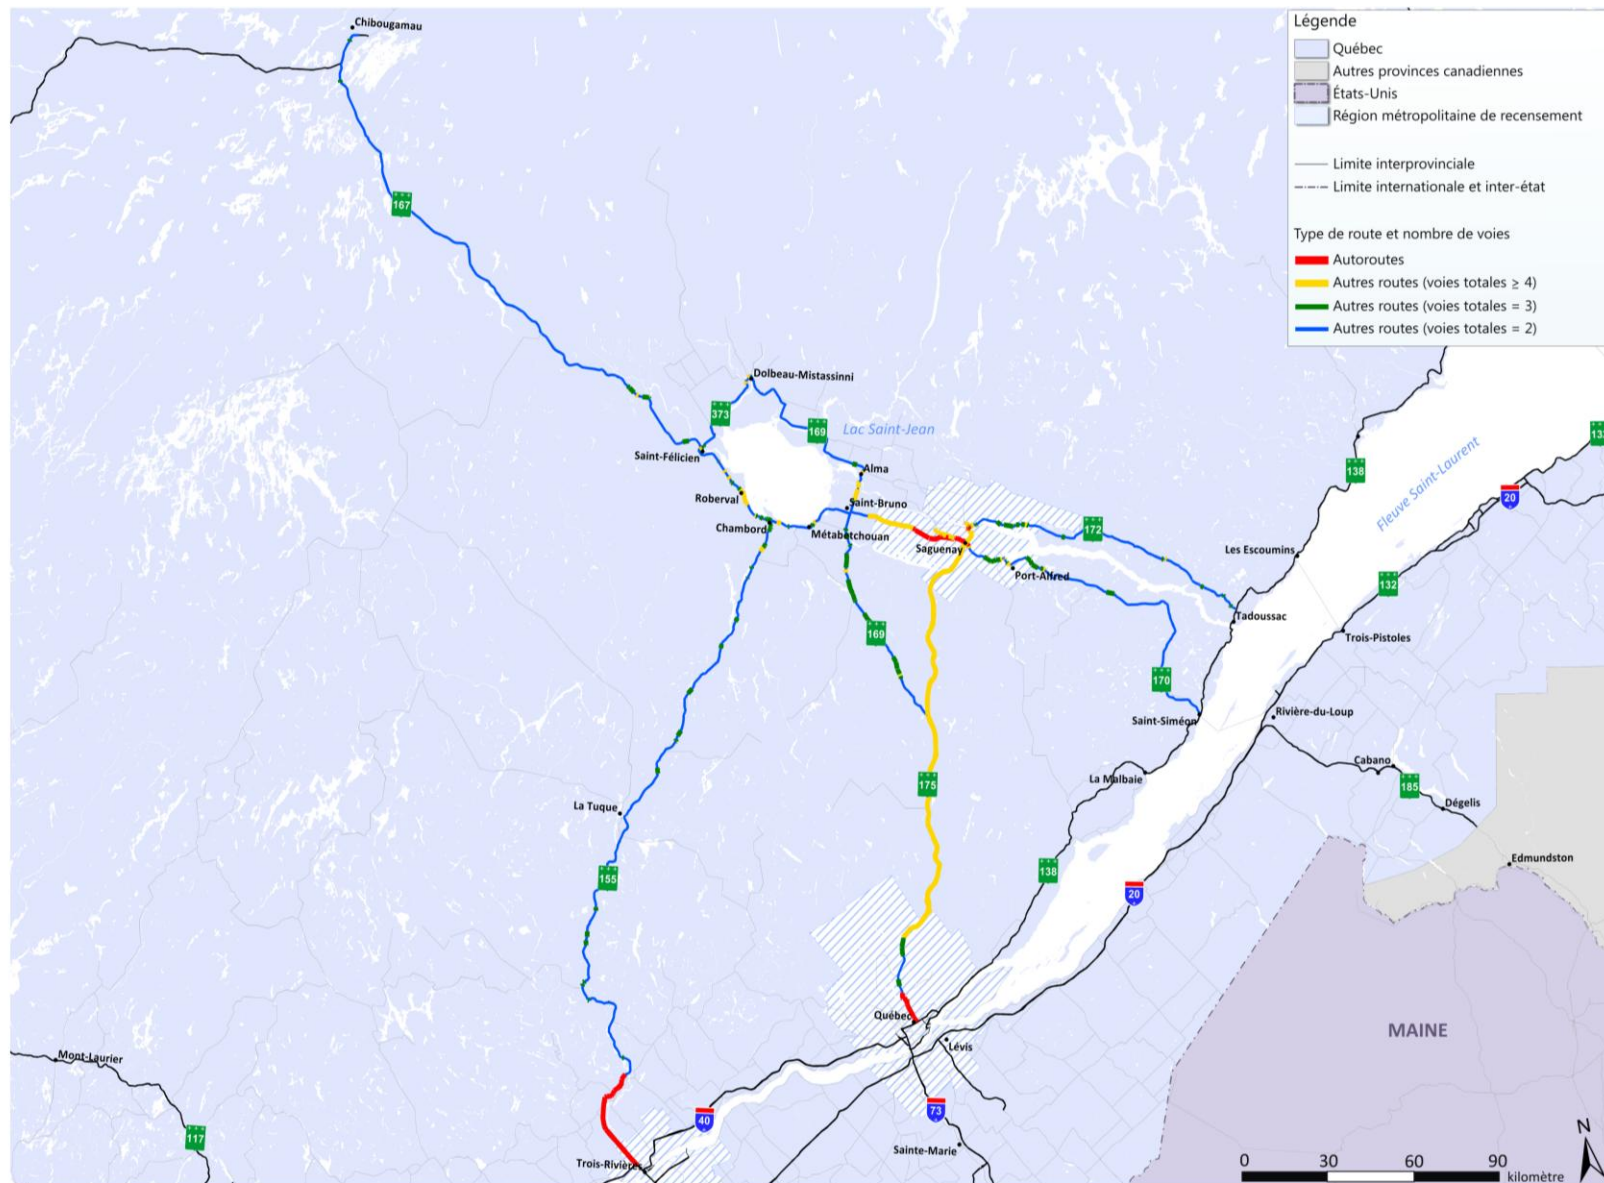 Chibougamau
Légende
Québec
Autres provinces canadiennes
États-Unis
Région métropolitaine de recensement
Limite interprovinciale
Limite internationale et inter-état
Type de route et nombre de voies
Autoroutes
Autres routes (voies totales ≥ 4)
Autres routes (voies totales = 3)
Autres routes (voies totales = 2)
167
Dolbeau-Mistassinni
373
169
Lac Saint-Jean
Saint-Félicien
Alma
138
Fleuve Saint-Laurent
20
Roberval
Saint-Bruno
Chambord
Métabetchouan
Saguenay
172
Les Escoumins
Port-Alfred
132
Tadoussac
Trois-Pistoles
169
170
Saint-Siméon
Rivière-du-Loup
La Malbaie
Cabano
175
185
Dégelis
La Tuque
155
138
20
Edmundston
Québec
MAINE
Lévis
Mont-Laurier
117
40
73
Sainte-Marie
Trois-Rivières
N
0 30 60 90
kilomètre